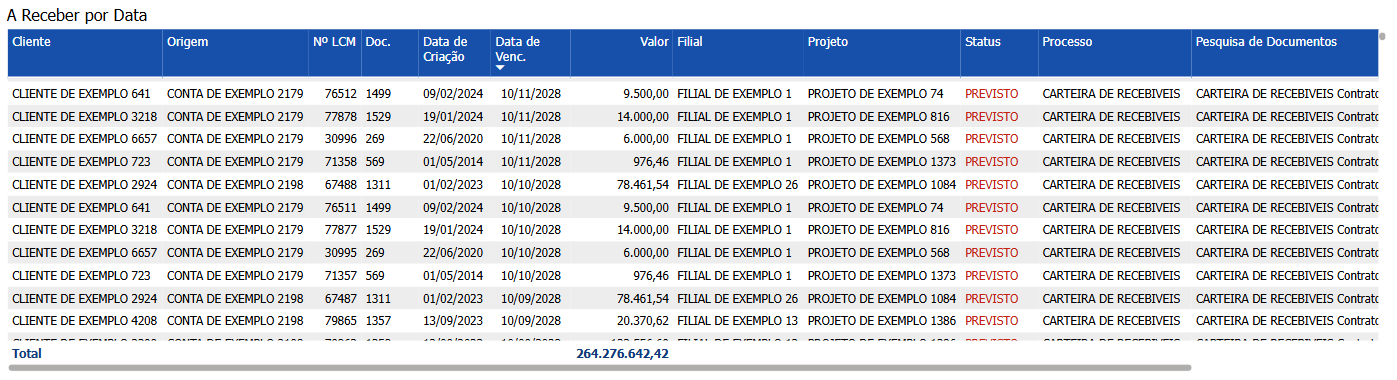 A Receber por Data
Cliente Origem Nº LCM Doc. Data de Criação Data de Venc. Valor Filial Projeto Status Processo Pesquisa de Documentos
CLIENTE DE EXEMPLO 641 CONTA DE EXEMPLO 2179 76512 1499 09/02/2024 10/11/2028 9.500,00 FILIAL DE EXEMPLO 1 PROJETO DE EXEMPLO 74 PREVISTO CARTEIRA DE RECEBIVEIS CARTEIRA DE RECEBIVEIS Contrato
CLIENTE DE EXEMPLO 3218 CONTA DE EXEMPLO 2179 77878 1529 19/01/2024 10/11/2028 14.000,00 FILIAL DE EXEMPLO 1 PROJETO DE EXEMPLO 816 PREVISTO CARTEIRA DE RECEBIVEIS CARTEIRA DE RECEBIVEIS Contrato
CLIENTE DE EXEMPLO 6657 CONTA DE EXEMPLO 2179 30996 269 22/06/2020 10/11/2028 6.000,00 FILIAL DE EXEMPLO 1 PROJETO DE EXEMPLO 568 PREVISTO CARTEIRA DE RECEBIVEIS CARTEIRA DE RECEBIVEIS Contrato
CLIENTE DE EXEMPLO 723 CONTA DE EXEMPLO 2179 71358 569 01/05/2014 10/11/2028 976,46 FILIAL DE EXEMPLO 1 PROJETO DE EXEMPLO 1373 PREVISTO CARTEIRA DE RECEBIVEIS CARTEIRA DE RECEBIVEIS Contrato
CLIENTE DE EXEMPLO 2924 CONTA DE EXEMPLO 2198 67488 1311 01/02/2023 10/10/2028 78.461,54 FILIAL DE EXEMPLO 26 PROJETO DE EXEMPLO 1084 PREVISTO CARTEIRA DE RECEBIVEIS CARTEIRA DE RECEBIVEIS Contrato
CLIENTE DE EXEMPLO 641 CONTA DE EXEMPLO 2179 76511 1499 09/02/2024 10/10/2028 9.500,00 FILIAL DE EXEMPLO 1 PROJETO DE EXEMPLO 74 PREVISTO CARTEIRA DE RECEBIVEIS CARTEIRA DE RECEBIVEIS Contrato
CLIENTE DE EXEMPLO 3218 CONTA DE EXEMPLO 2179 77877 1529 19/01/2024 10/10/2028 14.000,00 FILIAL DE EXEMPLO 1 PROJETO DE EXEMPLO 816 PREVISTO CARTEIRA DE RECEBIVEIS CARTEIRA DE RECEBIVEIS Contrato
CLIENTE DE EXEMPLO 6657 CONTA DE EXEMPLO 2179 30995 269 22/06/2020 10/10/2028 6.000,00 FILIAL DE EXEMPLO 1 PROJETO DE EXEMPLO 568 PREVISTO CARTEIRA DE RECEBIVEIS CARTEIRA DE RECEBIVEIS Contrato
CLIENTE DE EXEMPLO 723 CONTA DE EXEMPLO 2179 71357 569 01/05/2014 10/10/2028 976,46 FILIAL DE EXEMPLO 1 PROJETO DE EXEMPLO 1373 PREVISTO CARTEIRA DE RECEBIVEIS CARTEIRA DE RECEBIVEIS Contrato
CLIENTE DE EXEMPLO 2924 CONTA DE EXEMPLO 2198 67487 1311 01/02/2023 10/09/2028 78.461,54 FILIAL DE EXEMPLO 26 PROJETO DE EXEMPLO 1084 PREVISTO CARTEIRA DE RECEBIVEIS CARTEIRA DE RECEBIVEIS Contrato
CLIENTE DE EXEMPLO 4208 CONTA DE EXEMPLO 2198 79865 1357 13/09/2023 10/09/2028 20.370,62 FILIAL DE EXEMPLO 13 PROJETO DE EXEMPLO 1386 PREVISTO CARTEIRA DE RECEBIVEIS CARTEIRA DE RECEBIVEIS Contrato
Total 264.276.642,42